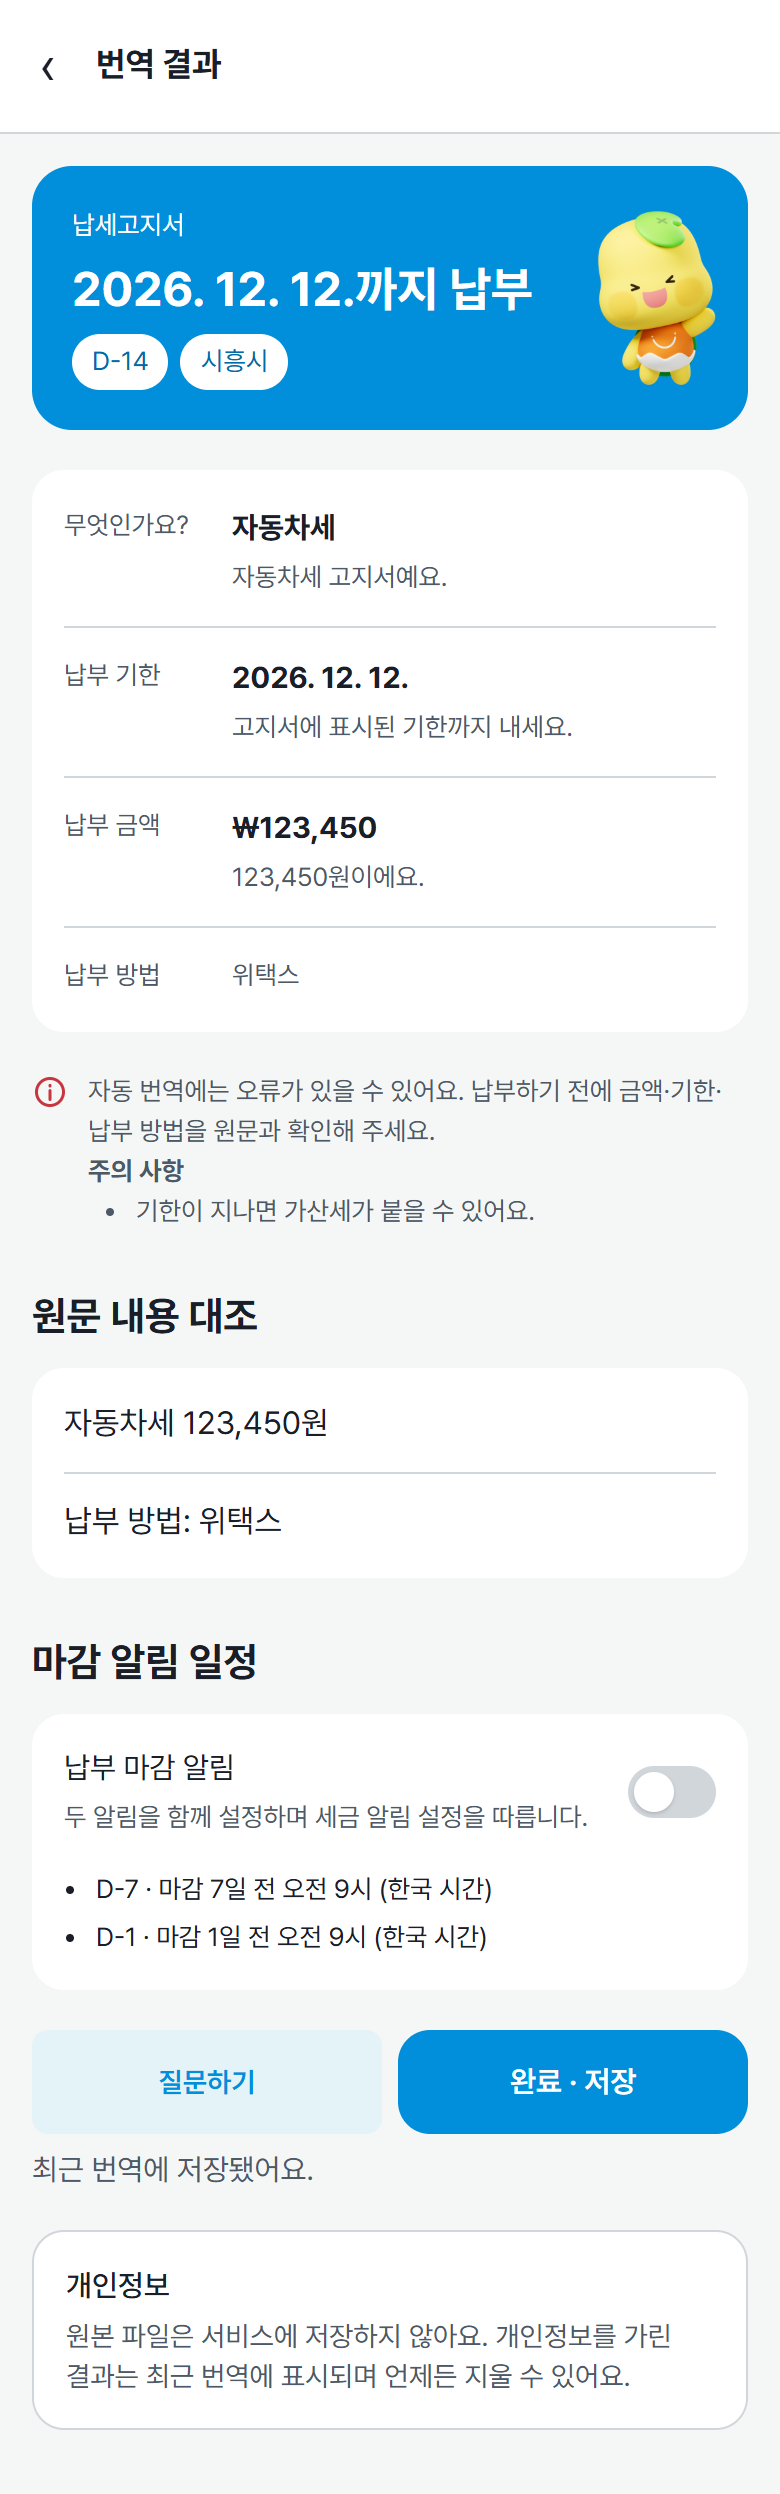 번역 결과
납세고지서
2026. 12. 12.까지 납부
D-14
시흥시
무엇인가요?
자동차세
자동차세 고지서예요.
납부 기한
2026. 12. 12.
고지서에 표시된 기한까지 내세요.
납부 금액
₩123,450
123,450원이에요.
납부 방법
위택스
자동 번역에는 오류가 있을 수 있어요. 납부하기 전에 금액·기한·
납부 방법을 원문과 확인해 주세요.
주의 사항
• 기한이 지나면 가산세가 붙을 수 있어요.
원문 내용 대조
자동차세 123,450원
납부 방법: 위택스
마감 알림 일정
납부 마감 알림
두 알림을 함께 설정하며 세금 알림 설정을 따릅니다.
• D-7 · 마감 7일 전 오전 9시 (한국 시간)
• D-1 · 마감 1일 전 오전 9시 (한국 시간)
질문하기
완료 · 저장
최근 번역에 저장됐어요.
개인정보
원본 파일은 서비스에 저장하지 않아요. 개인정보를 가린
결과는 최근 번역에 표시되며 언제든 지울 수 있어요.